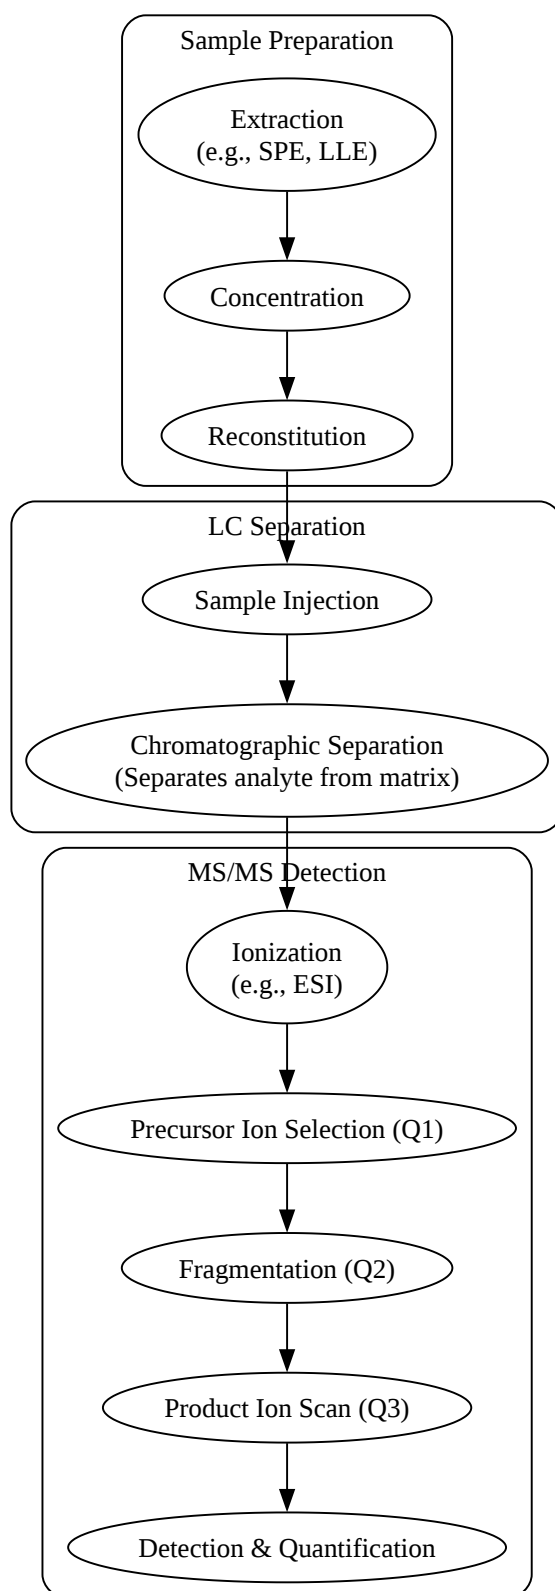 Sample Preparation
Extraction
(e.g., SPE, LLE)
Concentration
Reconstitution
LC Separation
Sample Injection
Chromatographic Separation
(Separates analyte from matrix)
MS/MS Detection
Ionization
(e.g., ESI)
Precursor Ion Selection (Q1)
Fragmentation (Q2)
Product Ion Scan (Q3)
Detection & Quantification